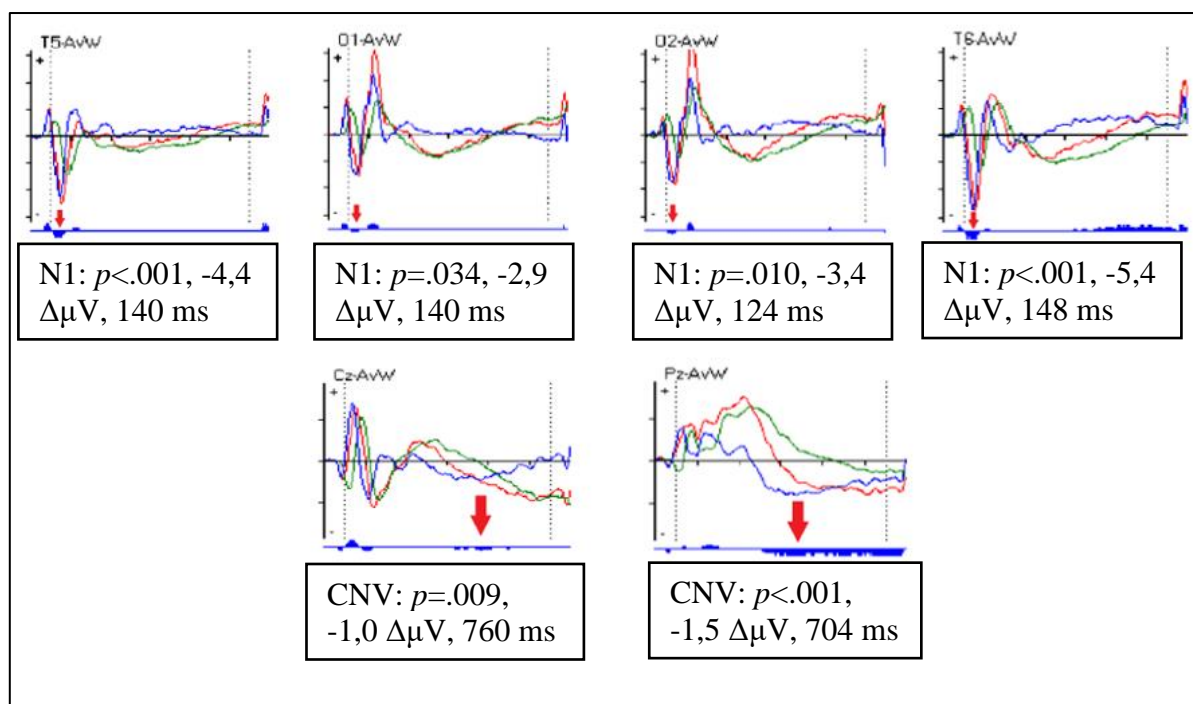 T5-AvW
O1-AvW
O2-AvW
T6-AvW
+
+
+
+
-
-
-
-
N1: p<.001, -4,4
ΔµV, 140 ms
N1: p=.034, -2,9
ΔµV, 140 ms
N1: p=.010, -3,4
ΔµV, 124 ms
N1: p<.001, -5,4
ΔµV, 148 ms
Cz-AvW
Pz-AvW
+
+
-
-
CNV: p=.009,
-1,0 ΔµV, 760 ms
CNV: p<.001,
-1,5 ΔµV, 704 ms